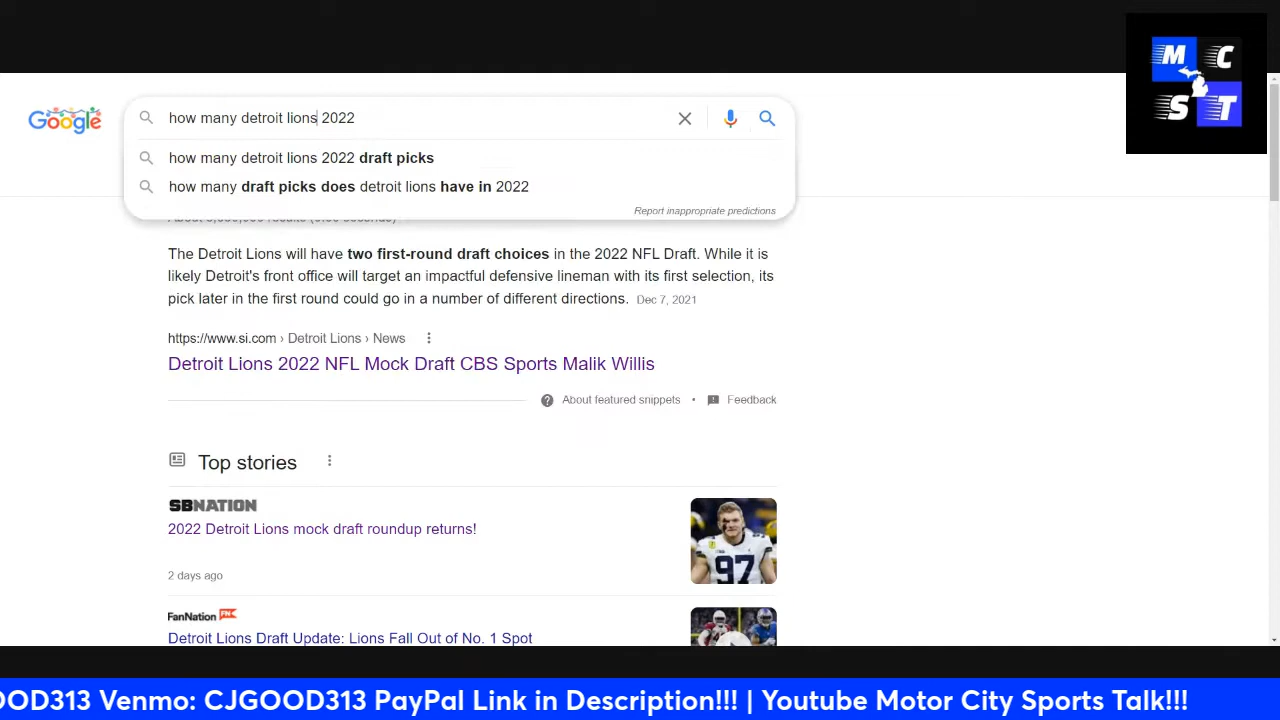 M C
S T
Google
how many detroit lions 2022
how many detroit lions 2022 draft picks
how many draft picks does detroit lions have in 2022
Report inappropriate predictions
The Detroit Lions will have two first-round draft choices in the 2022 NFL Draft. While it is
likely Detroit's front office will target an impactful defensive lineman with its first selection, its
pick later in the first round could go in a number of different directions. Dec 7, 2021
https://www.si.com › Detroit Lions › News
Detroit Lions 2022 NFL Mock Draft CBS Sports Malik Willis
About featured snippets • Feedback
Top stories
SBNATION
2022 Detroit Lions mock draft roundup returns!
97
2 days ago
FanNation FN
Detroit Lions Draft Update: Lions Fall Out of No. 1 Spot
OOD313 Venmo: CJGOOD313 PayPal Link in Description!!! | Youtube Motor City Sports Talk!!!